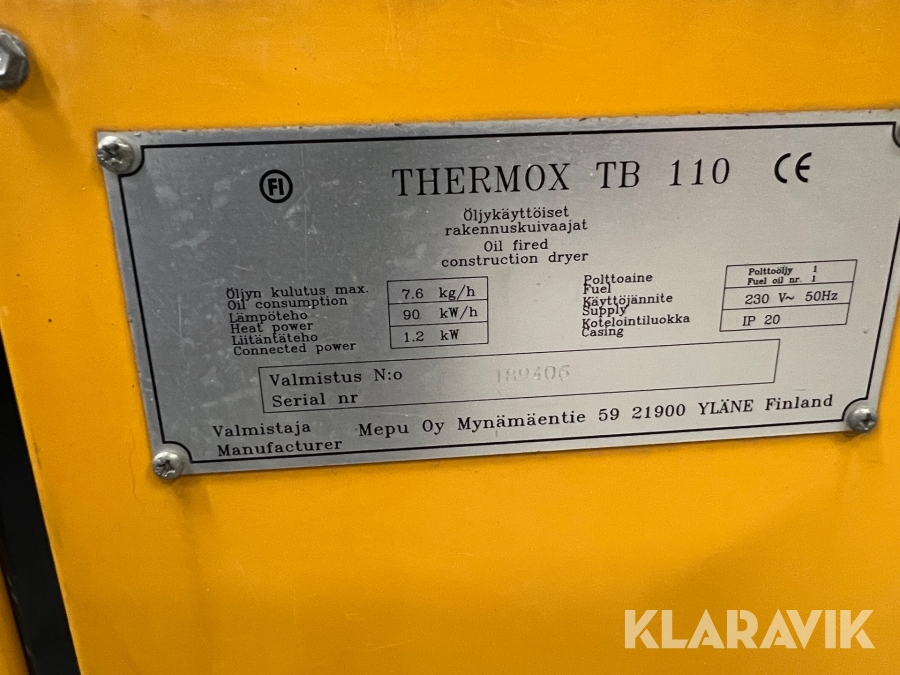 FI
THERMOX TB 110 CE
Öljykäyttöiset
rakennuskuivaajat
Oil fired
construction dryer
Öljyn kulutus max. 7.6 kg/h
Oil consumption
Lämpöteho 90 kW/h
Heat power
Liitäntäteho 1.2 kW
Connected power
Polttoaine Polttoöljy 1
Fuel Fuel oil nr. 1
Käyttöjännite 230 V~ 50Hz
Supply
Kotelointiluokka IP 20
Casing
Valmistus N:o 189406
Serial nr
Valmistaja Mepu Oy Mynämäentie 59 21900 YLÄNE Finland
Manufacturer
KLARAVIK